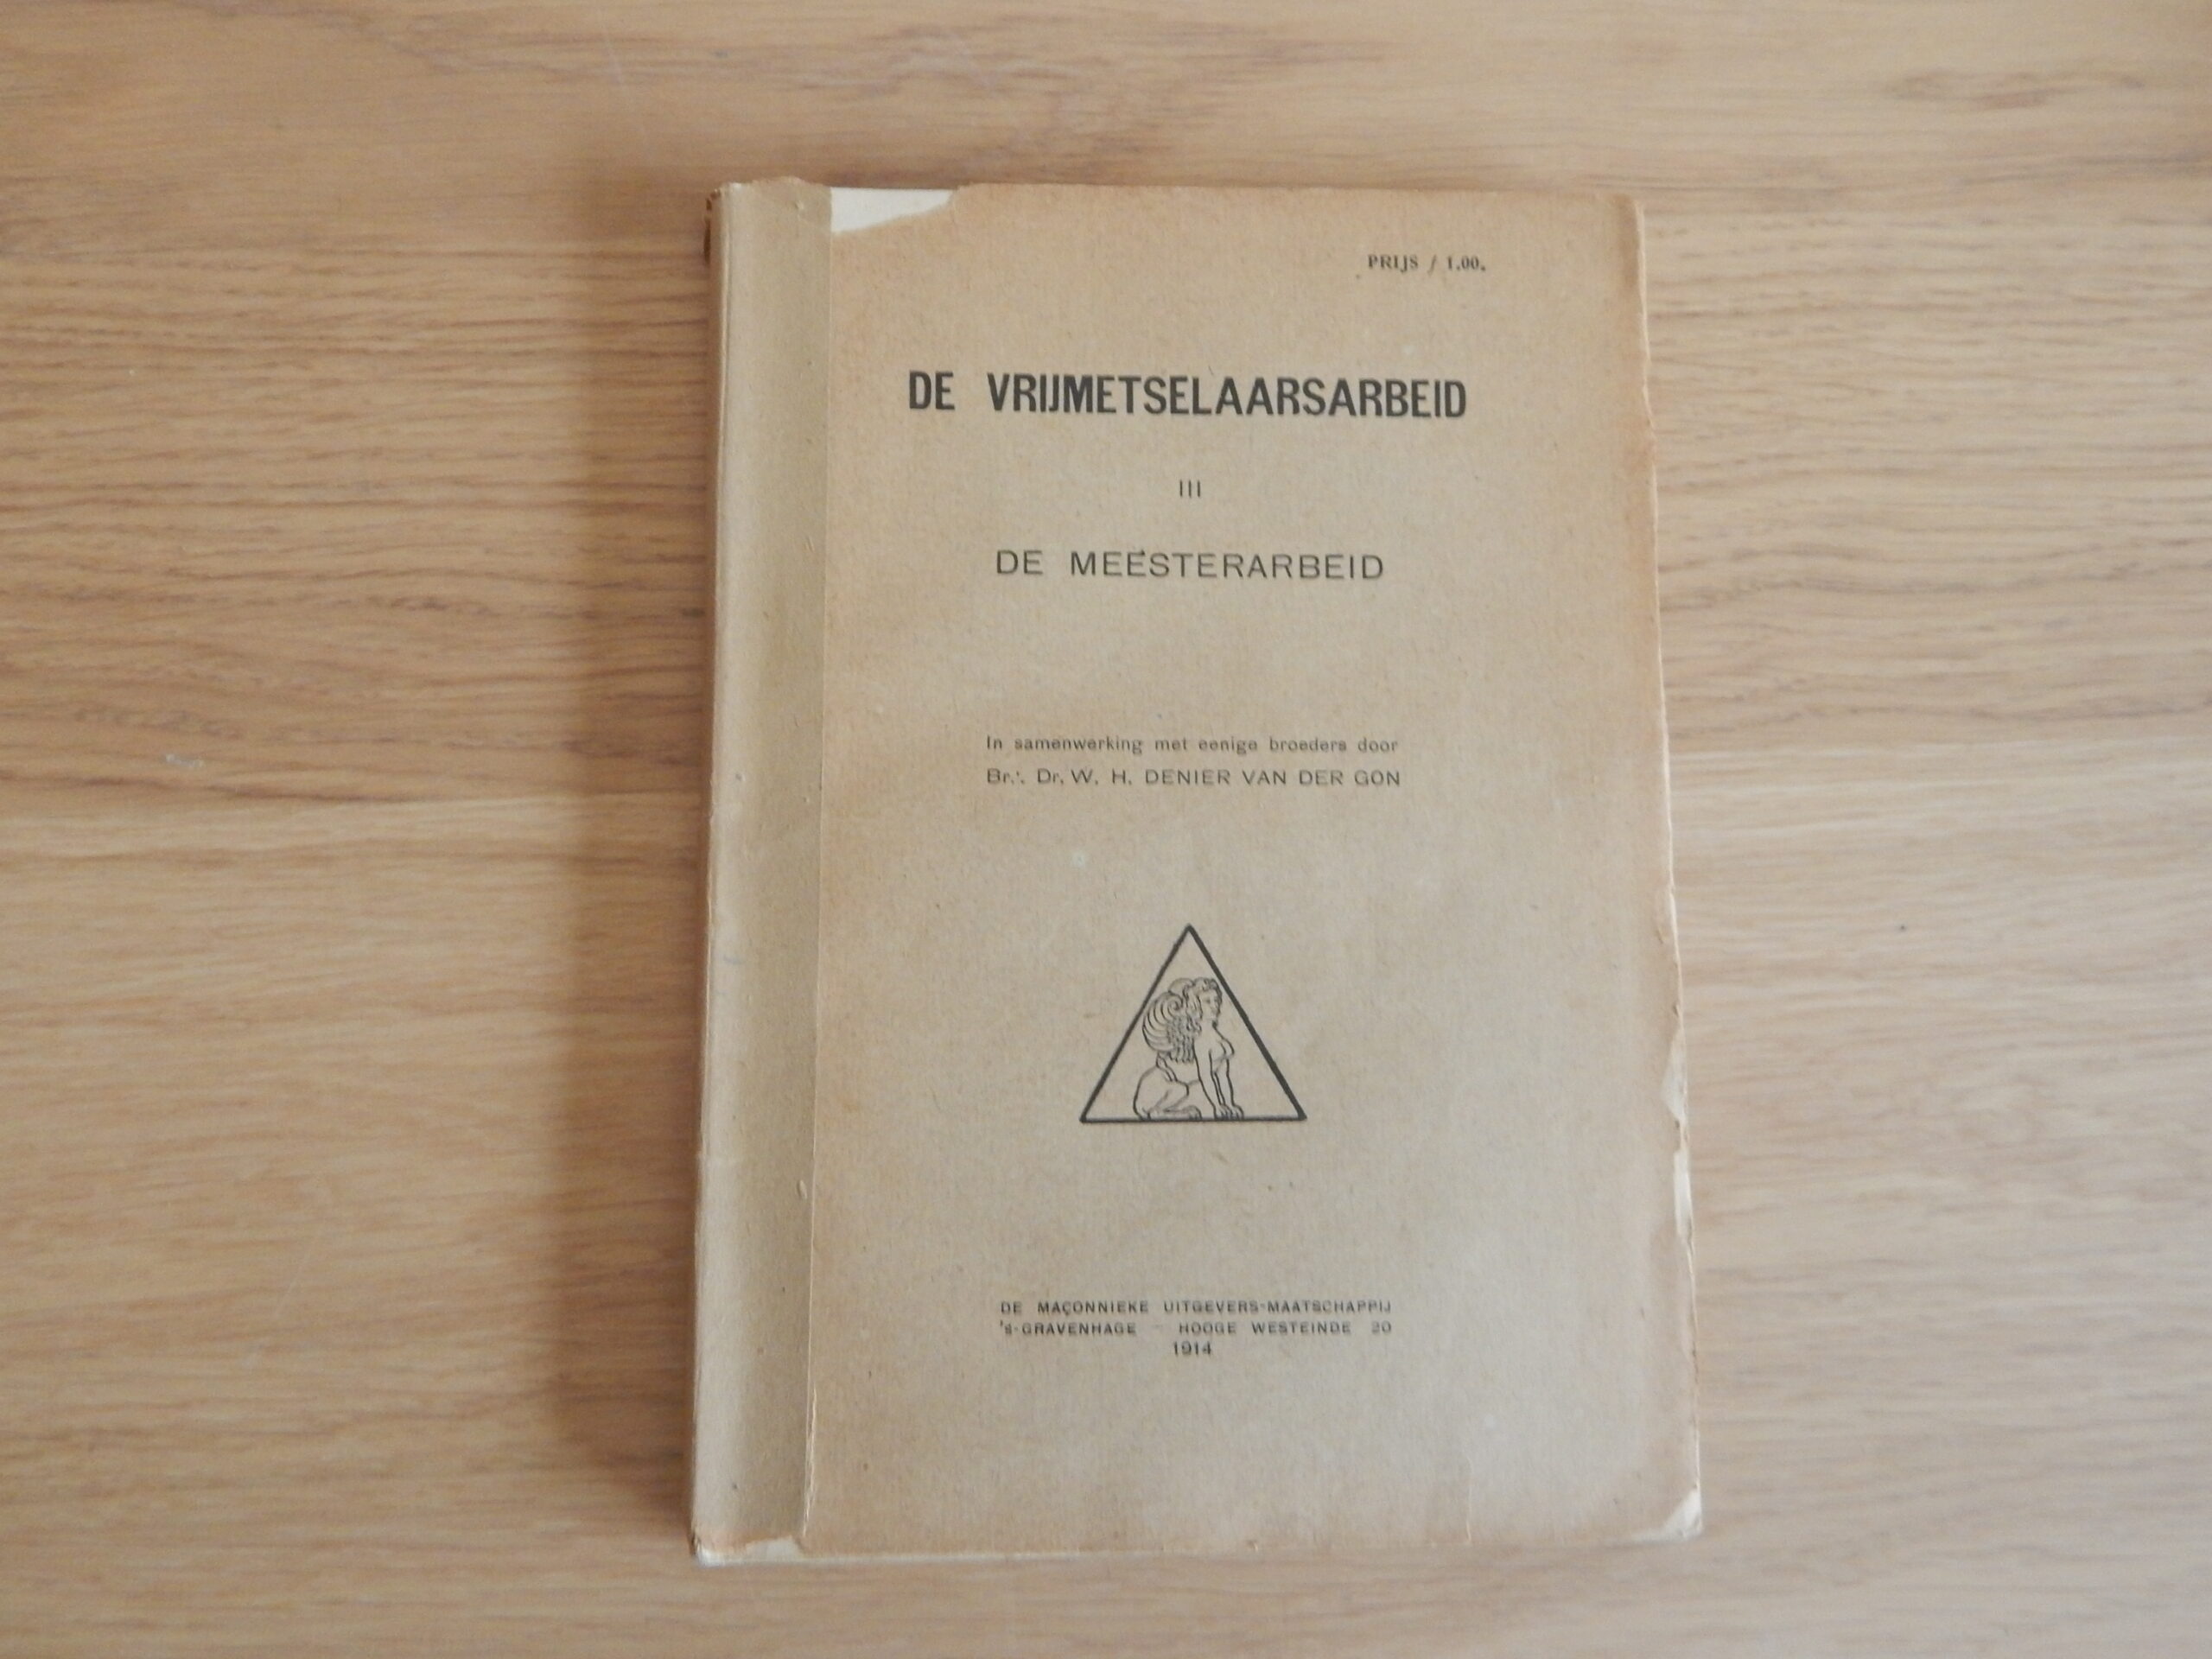 PRIJS f 1.00.
DE VRIJMETSELAARSARBEID
III
DE MEESTERARBEID
In samenwerking met eenige broeders door
Br∴ Dr. W. H. DENIER VAN DER GON
DE MAÇONNIEKE UITGEVERS-MAATSCHAPPIJ
's-GRAVENHAGE – HOOGE WESTEINDE 20
1914